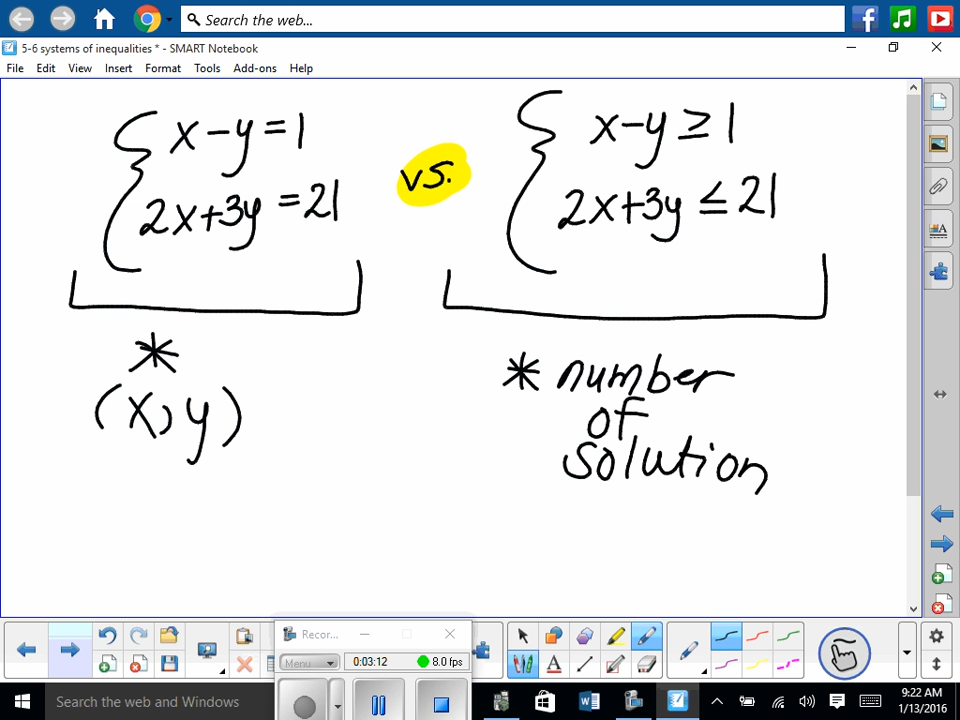 Search the web...
5-6 systems of inequalities * - SMART Notebook
File Edit View Insert Format Tools Add-ons Help
x-y=1
2x+3y=21
vs.
x-y≥1
2x+3y≤21
*
(x,y)
* number
of
solution
Recor...
Menu
0:03:12
8.0 fps
Search the web and Windows
9:22 AM
1/13/2016